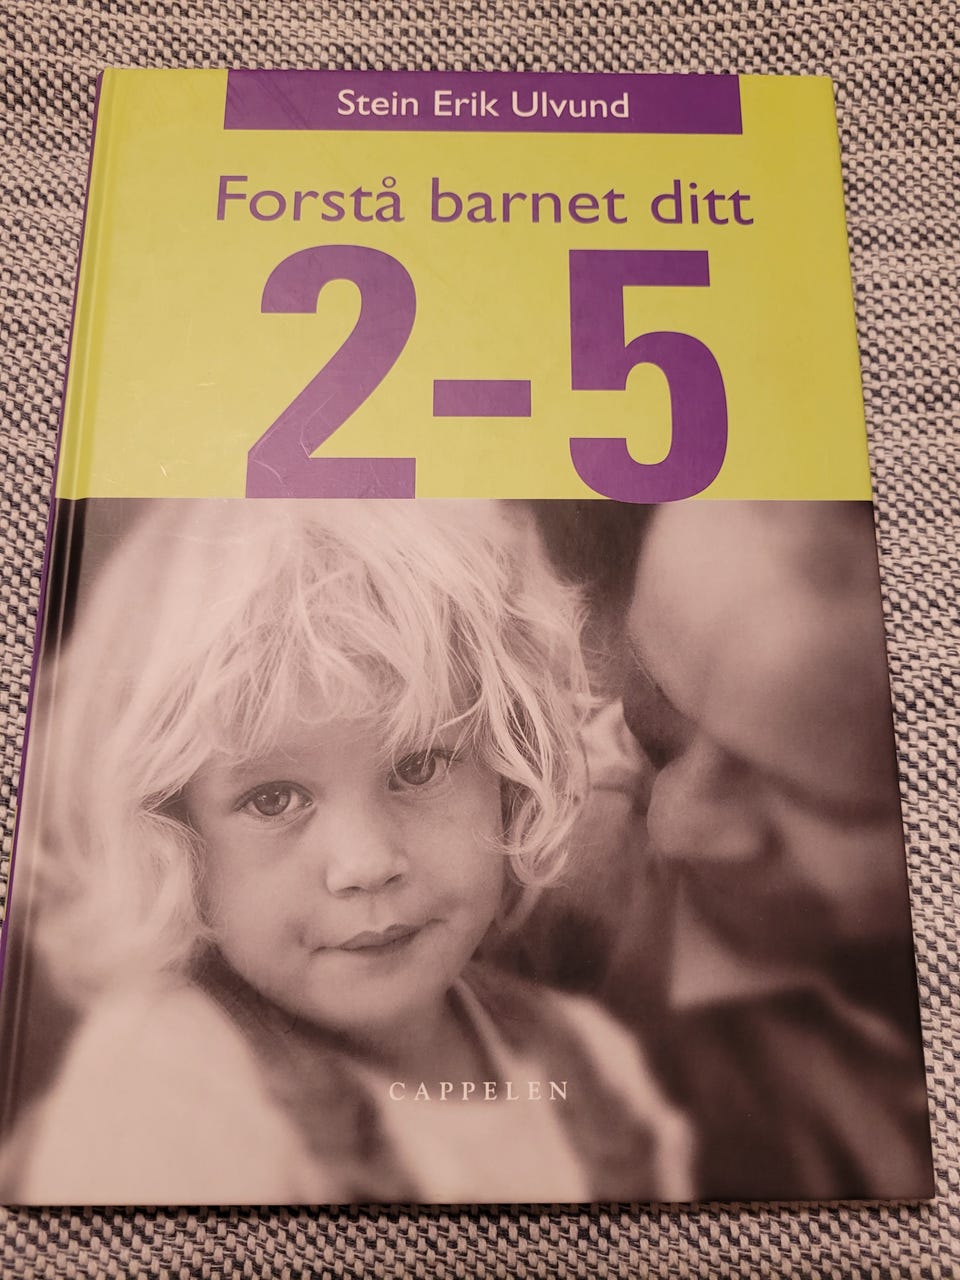 Stein Erik Ulvund
Forstå barnet ditt
2-5
CAPPELEN